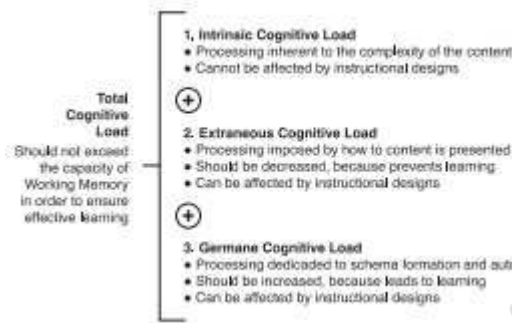 Total
Cognitive
Load
Should not exceed
the capacity of
Working Memory
in order to ensure
effective learning
1, Intrinsic Cognitive Load
• Processing inherent to the complexity of the content
• Cannot be affected by instructional designs
+
2. Extraneous Cognitive Load
• Processing imposed by how to content is presented
• Should be decreased, because prevents learning
• Can be affected by instructional designs
+
3. Germane Cognitive Load
• Processing dedicaded to schema formation and aut
• Should be increased, because leads to learning
• Can be affected by instructional designs